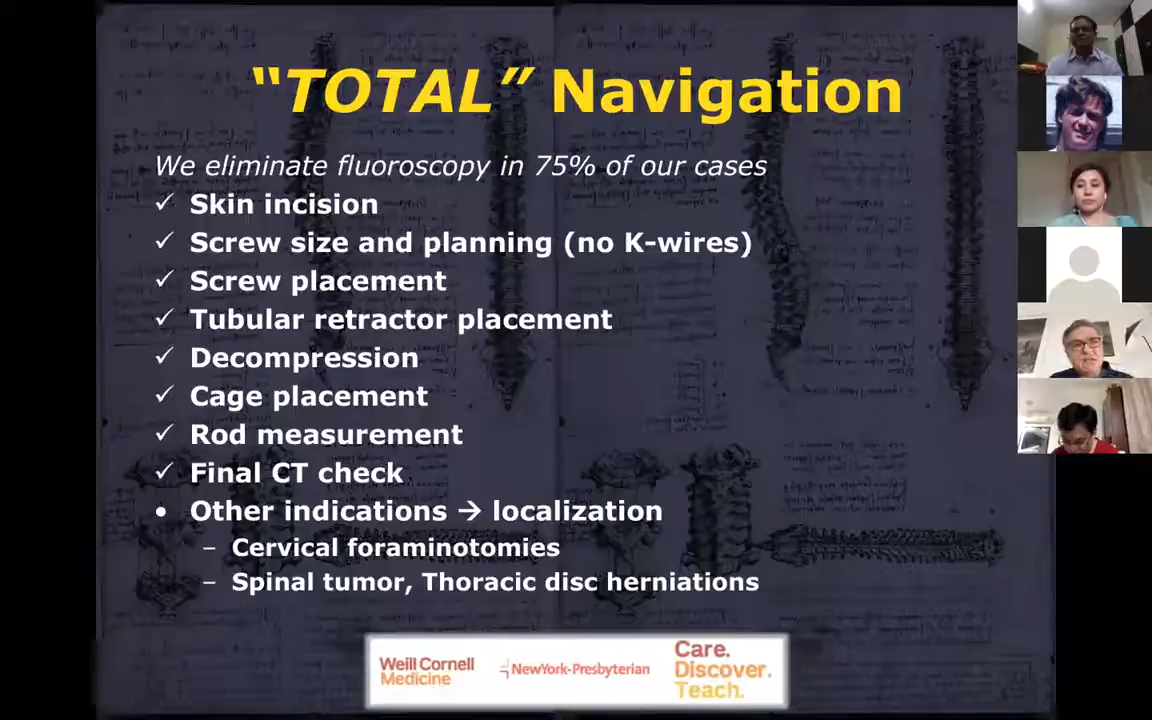 “TOTAL” Navigation
We eliminate fluoroscopy in 75% of our cases
✓ Skin incision
✓ Screw size and planning (no K-wires)
✓ Screw placement
✓ Tubular retractor placement
✓ Decompression
✓ Cage placement
✓ Rod measurement
✓ Final CT check
• Other indications → localization
– Cervical foraminotomies
– Spinal tumor, Thoracic disc herniations
Weill Cornell
Medicine
NewYork-Presbyterian
Care.
Discover.
Teach.